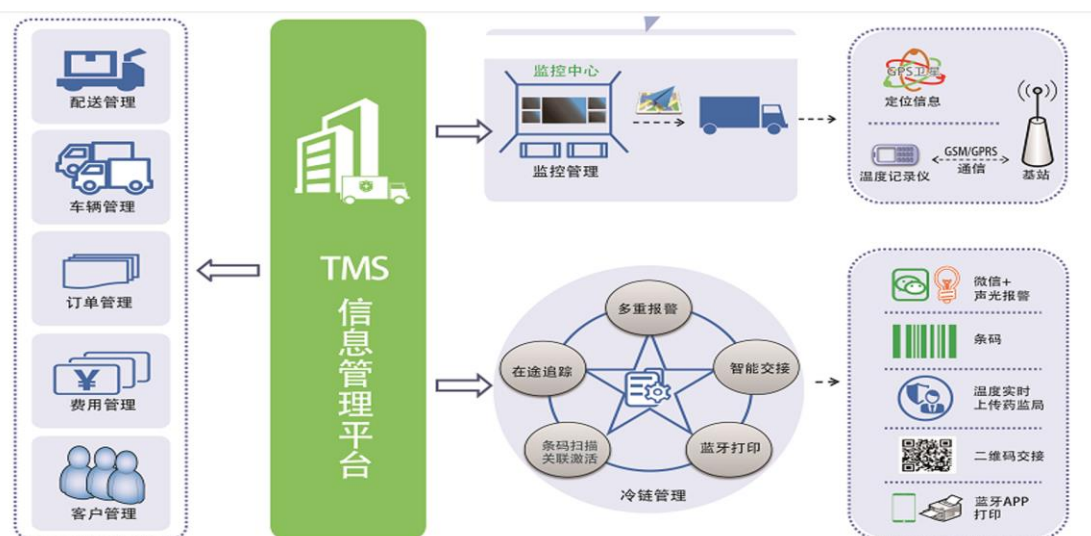 配送管理
车辆管理
订单管理
¥
费用管理
客户管理
TMS
信息管理平台
监控中心
监控管理
GPS卫星
定位信息
温度记录仪
GSM/GPRS
通信
基站
多重报警
在途追踪
智能交接
条码扫描
关联激活
蓝牙打印
冷链管理
微信+
声光报警
条码
温度实时
上传药监局
二维码交接
蓝牙APP
打印